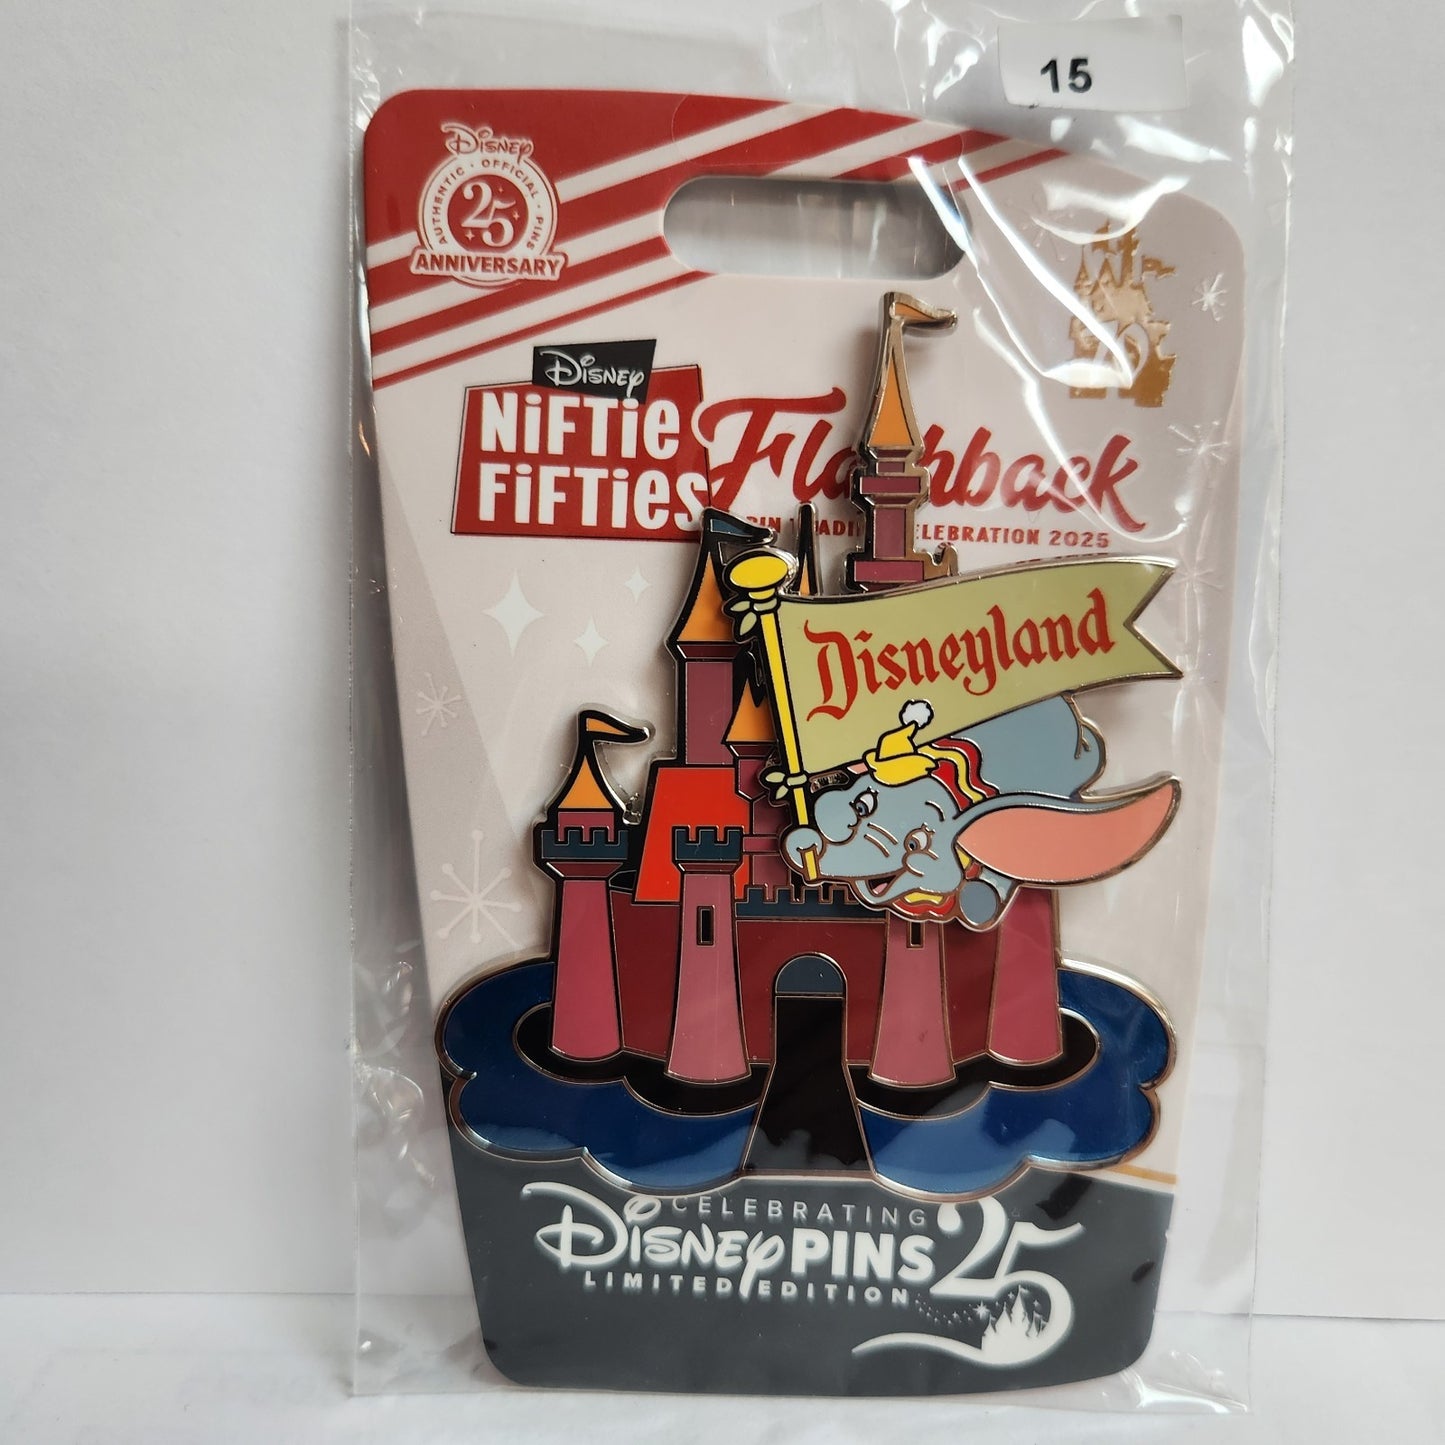 15
Disney
AUTHENTIC · OFFICIAL · PINS
25
ANNIVERSARY
Disney
NiFTie
FiFTies
CELEBRATION 2025
Disneyland
CELEBRATING
Disney PINS 25
LIMITED EDITION